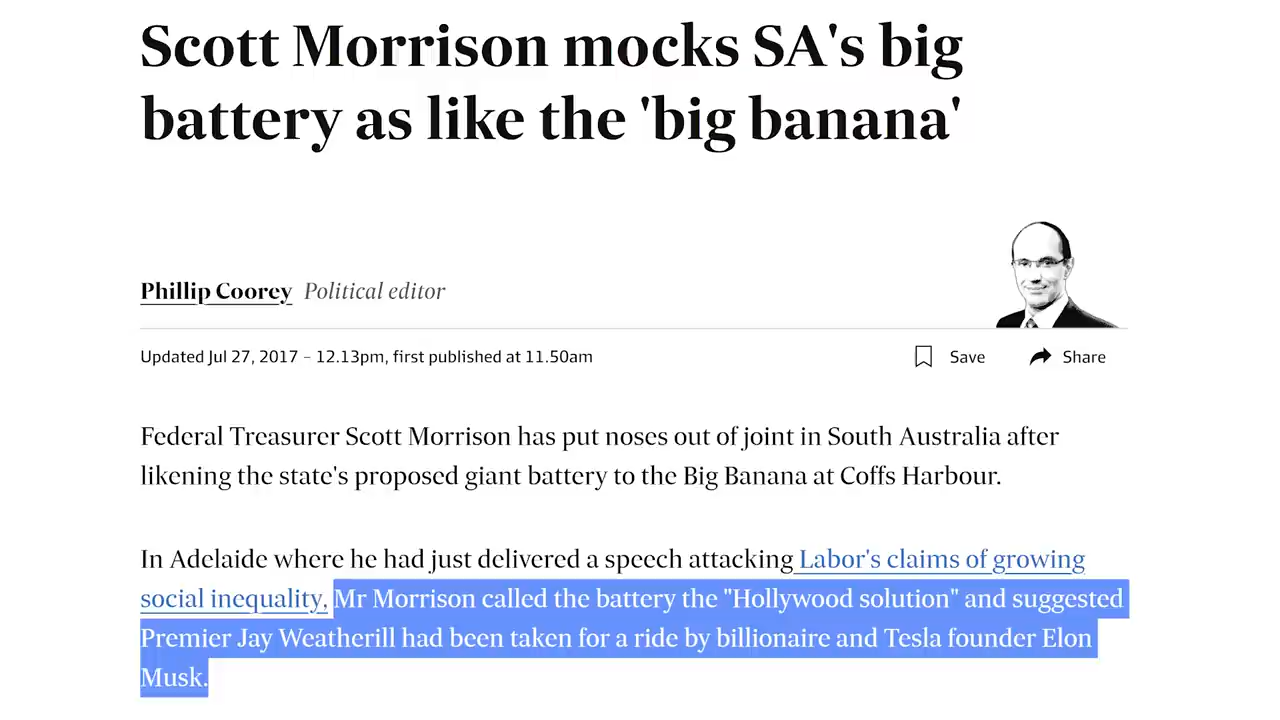 Scott Morrison mocks SA's big
battery as like the 'big banana'
Phillip Coorey Political editor
Updated Jul 27, 2017 – 12.13pm, first published at 11.50am
Save
Share
Federal Treasurer Scott Morrison has put noses out of joint in South Australia after
likening the state's proposed giant battery to the Big Banana at Coffs Harbour.
In Adelaide where he had just delivered a speech attacking Labor's claims of growing
social inequality, Mr Morrison called the battery the "Hollywood solution" and suggested
Premier Jay Weatherill had been taken for a ride by billionaire and Tesla founder Elon
Musk.